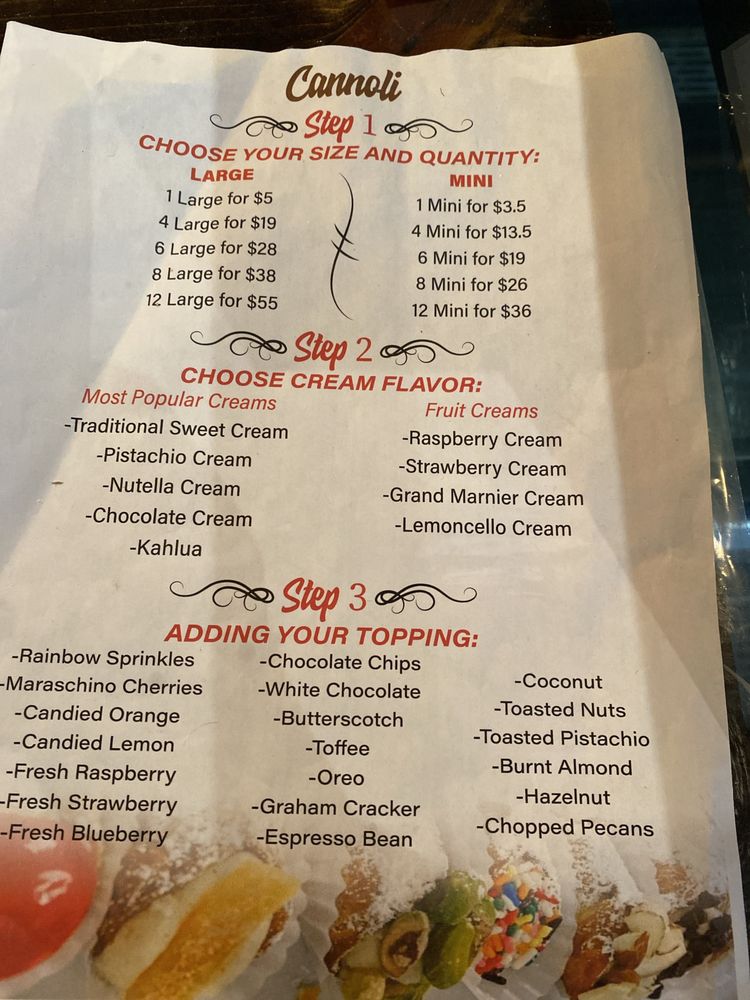 Cannoli
Step 1
CHOOSE YOUR SIZE AND QUANTITY:
LARGE
1 Large for $5
4 Large for $19
6 Large for $28
8 Large for $38
12 Large for $55
MINI
1 Mini for $3.5
4 Mini for $13.5
6 Mini for $19
8 Mini for $26
12 Mini for $36
Step 2
CHOOSE CREAM FLAVOR:
Most Popular Creams
-Traditional Sweet Cream
-Pistachio Cream
-Nutella Cream
-Chocolate Cream
-Kahlua
Fruit Creams
-Raspberry Cream
-Strawberry Cream
-Grand Marnier Cream
-Lemoncello Cream
Step 3
ADDING YOUR TOPPING:
-Rainbow Sprinkles
-Maraschino Cherries
-Candied Orange
-Candied Lemon
-Fresh Raspberry
-Fresh Strawberry
-Fresh Blueberry
-Chocolate Chips
-White Chocolate
-Butterscotch
-Toffee
-Oreo
-Graham Cracker
-Espresso Bean
-Coconut
-Toasted Nuts
-Toasted Pistachio
-Burnt Almond
-Hazelnut
-Chopped Pecans